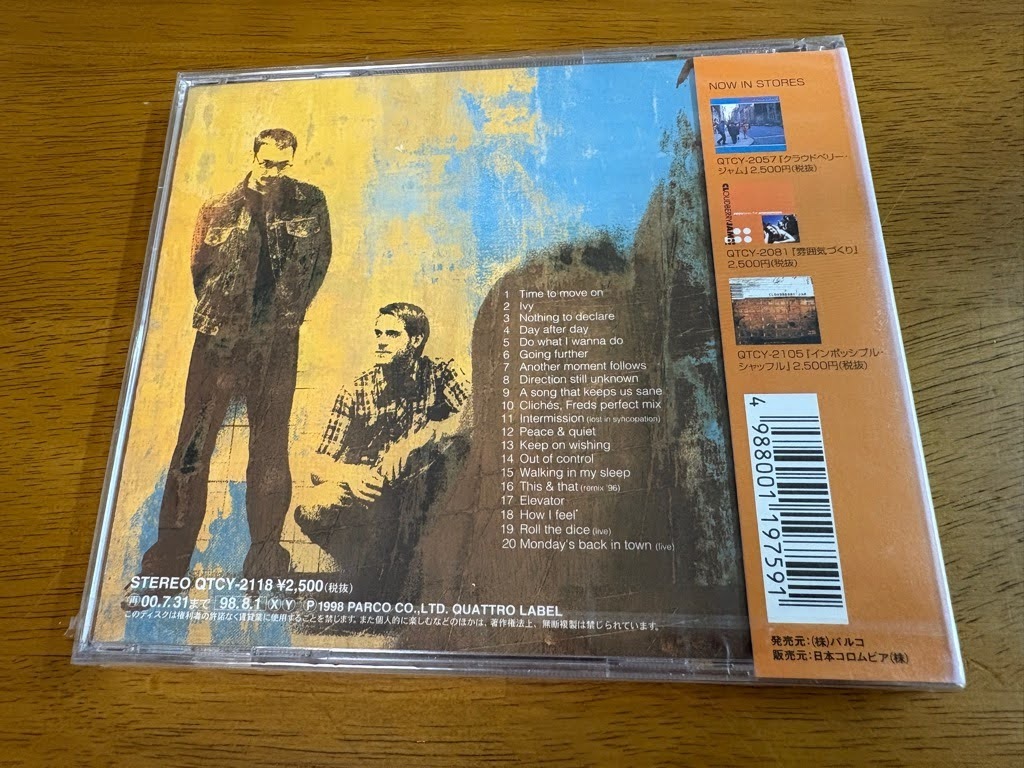 1 Time to move on
2 Ivy
3 Nothing to declare
4 Day after day
5 Do what I wanna do
6 Going further
7 Another moment follows
8 Direction still unknown
9 A song that keeps us sane
10 Clichés, Freds perfect mix
11 Intermission (lost in syncopation)
12 Peace & quiet
13 Keep on wishing
14 Out of control
15 Walking in my sleep
16 This & that (remix '96)
17 Elevator
18 How I feel*
19 Roll the dice (live)
20 Monday's back in town (live)
STEREO QTCY-2118 ¥2,500(税抜)
再00.7.31まで 98.8.1 X Y Ⓟ1998 PARCO CO.,LTD. QUATTRO LABEL
このディスクは権利者の許諾なく賃貸業に使用することを禁じます。また個人的に楽しむなどのほかは、著作権法上、無断複製は禁じられています。
NOW IN STORES
QTCY-2057『クラウドベリー・
ジャム』2,500円(税抜)
CLOUDBERRY JAM
QTCY-2081『雰囲気づくり』
2,500円(税抜)
QTCY-2105『インポッシブル・
シャッフル』2,500円(税抜)
4 988001 197591
発売元:(株)パルコ
販売元:日本コロムビア(株)